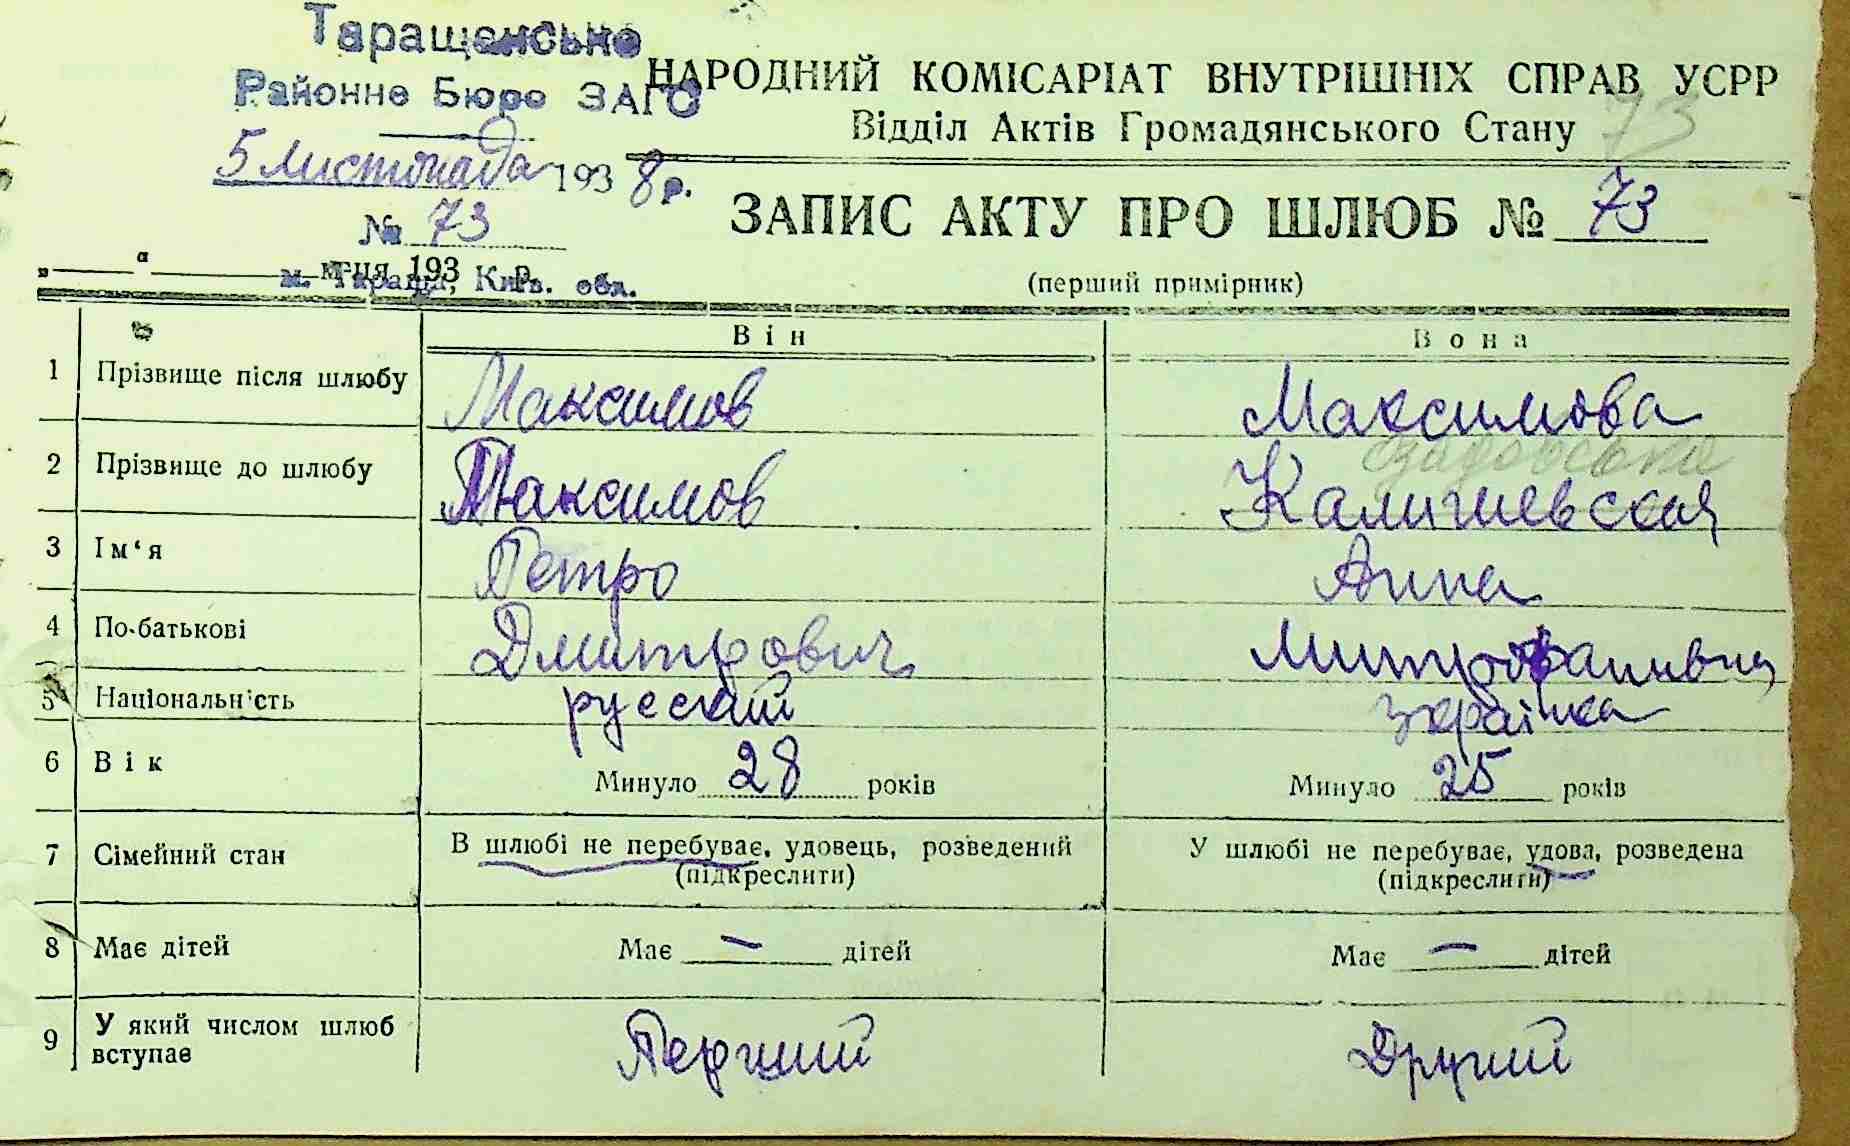 Таращанське
Районне Бюро ЗАГС
5 Листопада 1938 р.
№ 73
м. Тараща, Київ. обл.
„ “ 193 р.
НАРОДНИЙ КОМІСАРІАТ ВНУТРІШНІХ СПРАВ УСРР
Відділ Актів Громадянського Стану 73
ЗАПИС АКТУ ПРО ШЛЮБ № 73
(перший примірник)
Він Вона
1 Прізвище після шлюбу Максимов Максимова
2 Прізвище до шлюбу Максимов
3 Ім‘я Петро Анна
4 По-батькові Дмитрович Митрофанівна
5 Національність русский українка
6 Вік Минуло 28 років Минуло 25 років
7 Сімейний стан В шлюбі не перебуває, удовець, розведений У шлюбі не перебуває, удова, розведена
(підкреслити) (підкреслити)
8 Має дітей Має — дітей Має — дітей
9 У який числом шлюб вступає Перший Другий